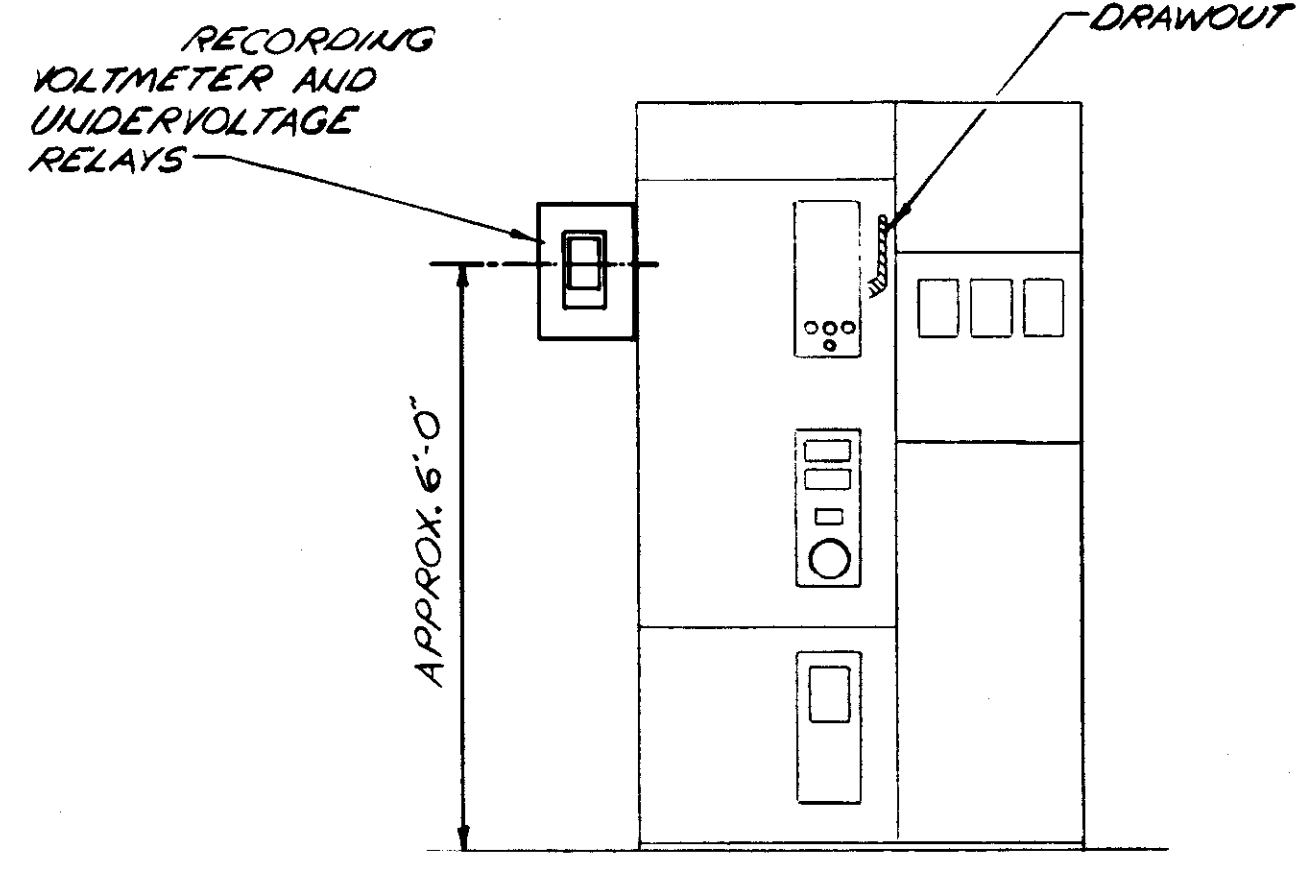 RECORDING
VOLTMETER AND
UNDERVOLTAGE
RELAYS
DRAWOUT
APPROX. 6'-0"